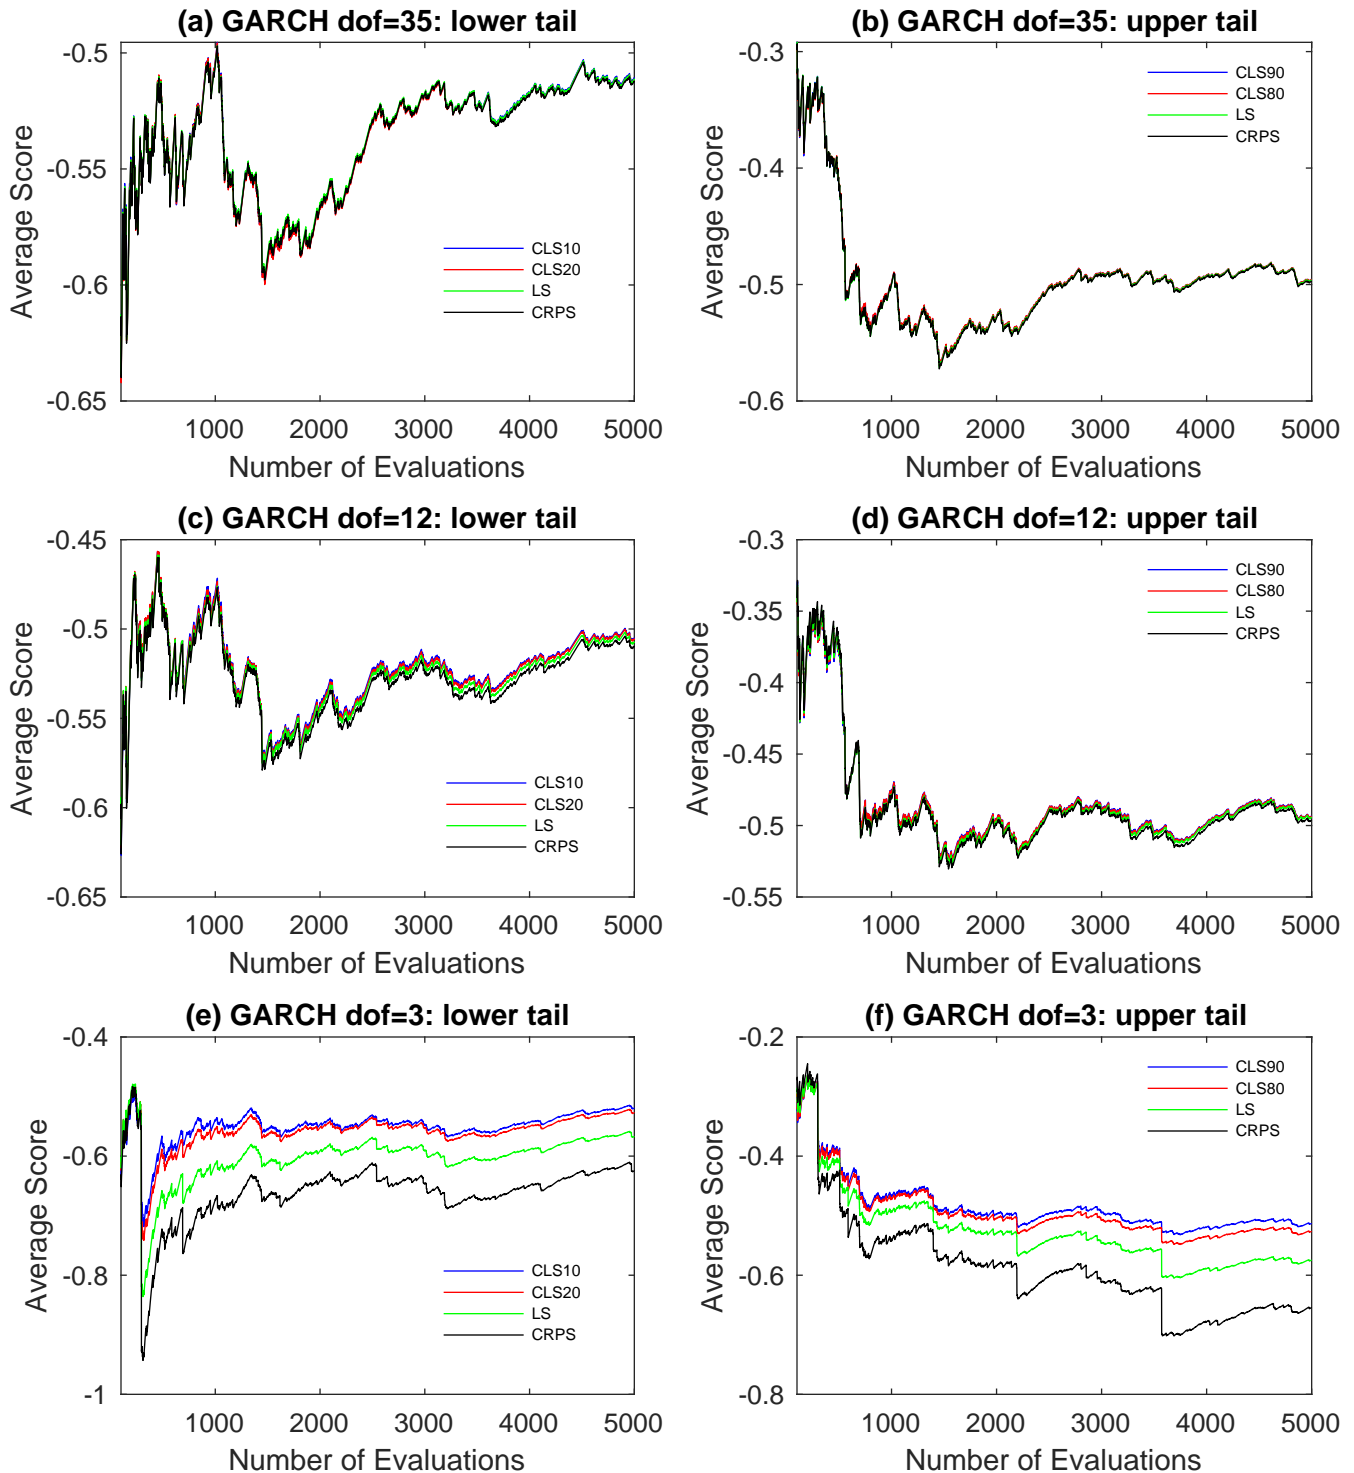 (a) GARCH dof=35: lower tail
-0.5
-0.55
-0.6
-0.65
Average Score
CLS10
CLS20
LS
CRPS
1000 2000 3000 4000 5000
Number of Evaluations
(b) GARCH dof=35: upper tail
-0.3
-0.4
-0.5
-0.6
Average Score
CLS90
CLS80
LS
CRPS
1000 2000 3000 4000 5000
Number of Evaluations
(c) GARCH dof=12: lower tail
-0.45
-0.5
-0.55
-0.6
-0.65
Average Score
CLS10
CLS20
LS
CRPS
1000 2000 3000 4000 5000
Number of Evaluations
(d) GARCH dof=12: upper tail
-0.3
-0.35
-0.4
-0.45
-0.5
-0.55
Average Score
CLS90
CLS80
LS
CRPS
1000 2000 3000 4000 5000
Number of Evaluations
(e) GARCH dof=3: lower tail
-0.4
-0.6
-0.8
-1
Average Score
CLS10
CLS20
LS
CRPS
1000 2000 3000 4000 5000
Number of Evaluations
(f) GARCH dof=3: upper tail
-0.2
-0.4
-0.6
-0.8
Average Score
CLS90
CLS80
LS
CRPS
1000 2000 3000 4000 5000
Number of Evaluations